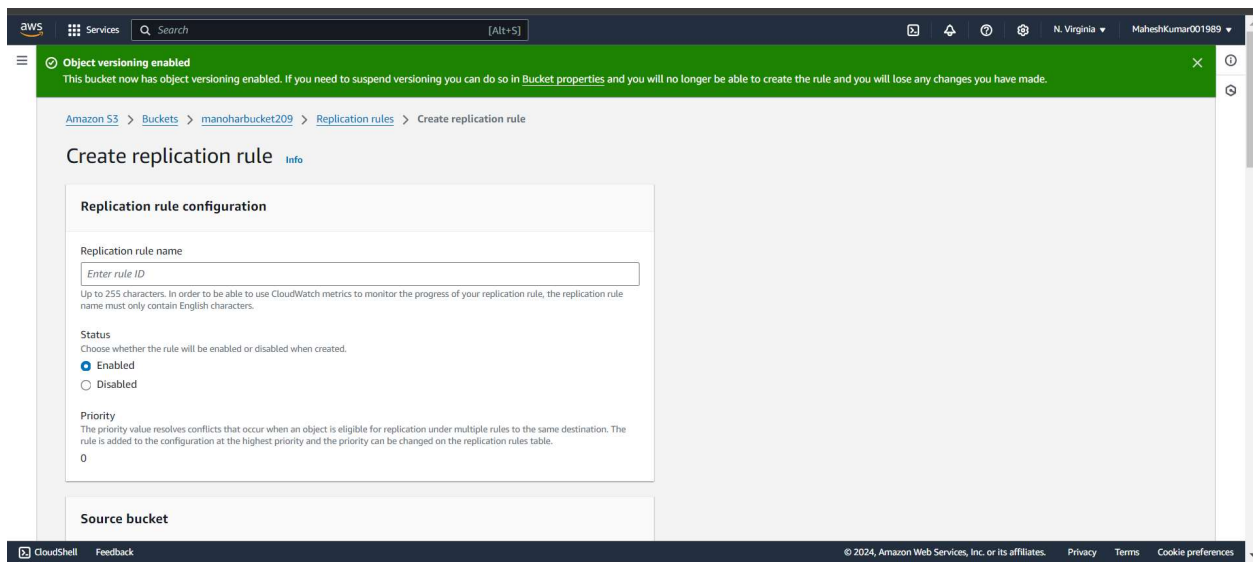 aws Services Search [Alt+S] N. Virginia MaheshKumar001989
Object versioning enabled
This bucket now has object versioning enabled. If you need to suspend versioning you can do so in Bucket properties and you will no longer be able to create the rule and you will lose any changes you have made.
Amazon S3 > Buckets > manoharbucket209 > Replication rules > Create replication rule
Create replication rule Info
Replication rule configuration
Replication rule name
Enter rule ID
Up to 255 characters. In order to be able to use CloudWatch metrics to monitor the progress of your replication rule, the replication rule
name must only contain English characters.
Status
Choose whether the rule will be enabled or disabled when created.
Enabled
Disabled
Priority
The priority value resolves conflicts that occur when an object is eligible for replication under multiple rules to the same destination. The
rule is added to the configuration at the highest priority and the priority can be changed on the replication rules table.
0
Source bucket
CloudShell Feedback © 2024, Amazon Web Services, Inc. or its affiliates. Privacy Terms Cookie preferences